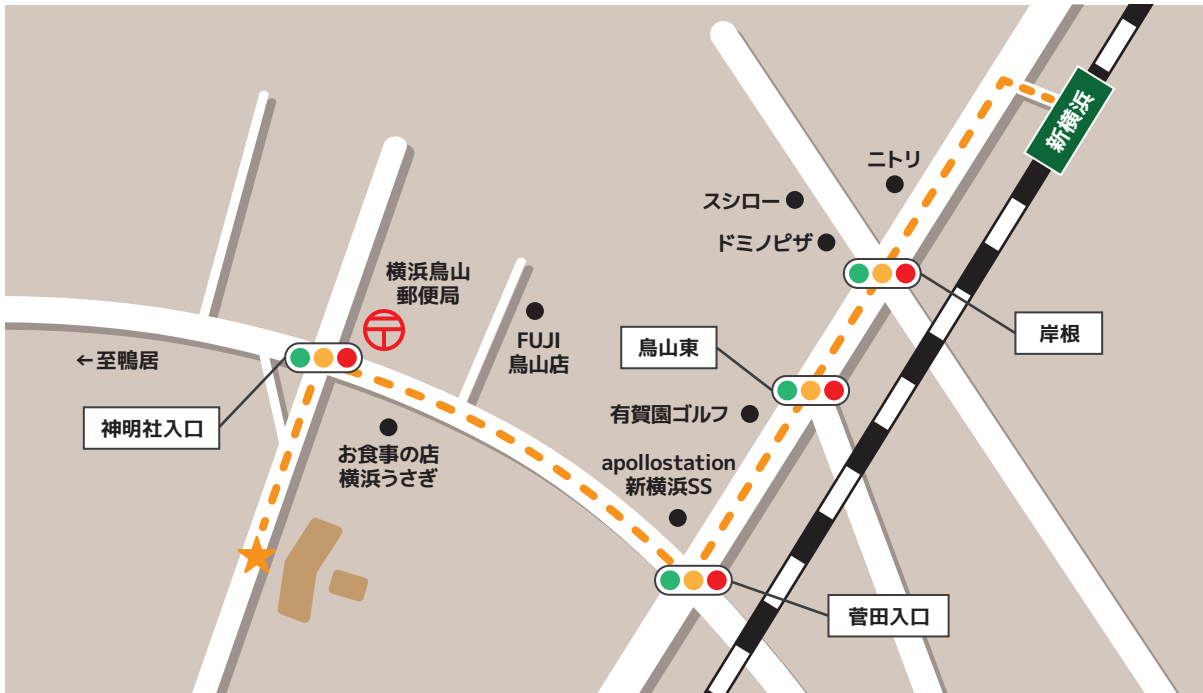 新横浜
ニトリ
スシロー
ドミノピザ
横浜鳥山
郵便局
岸根
FUJI
鳥山店
鳥山東
←至鴨居
有賀園ゴルフ
神明社入口
お食事の店
横浜うさぎ
apollostation
新横浜SS
菅田入口